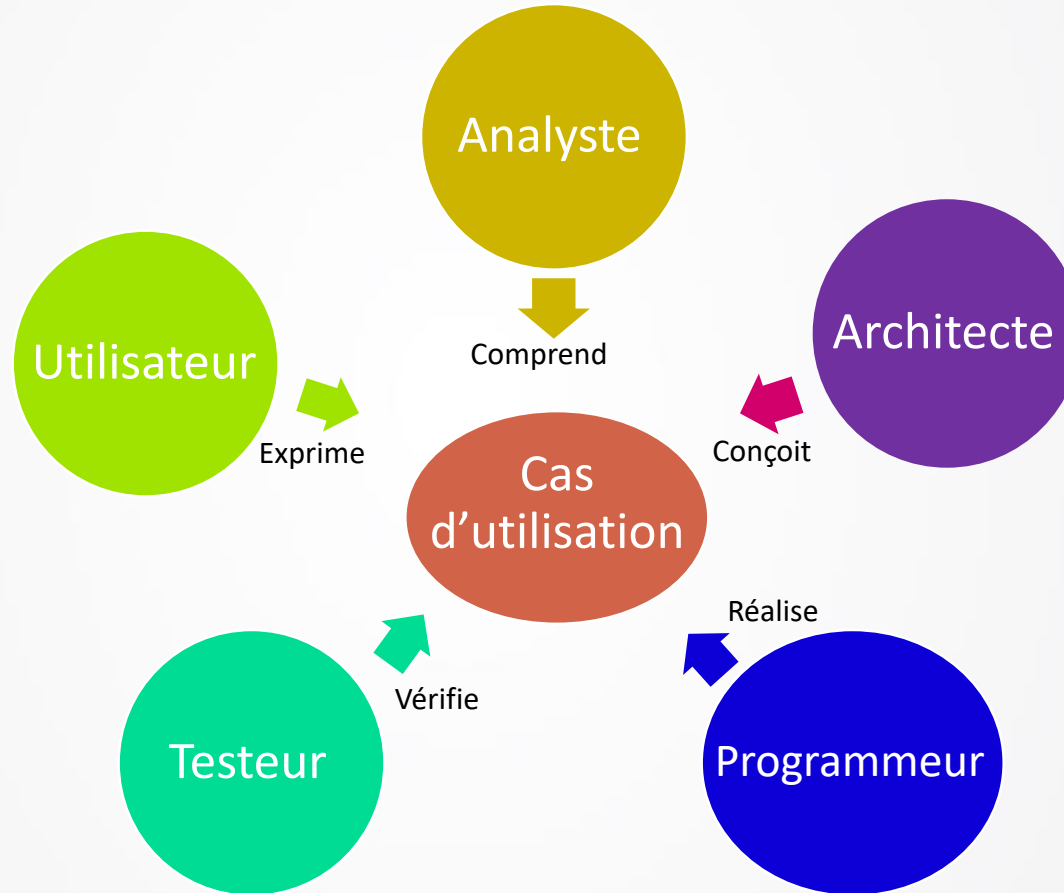 Analyste
Comprend
Utilisateur
Exprime
Architecte
Conçoit
Cas
d’utilisation
Réalise
Programmeur
Vérifie
Testeur